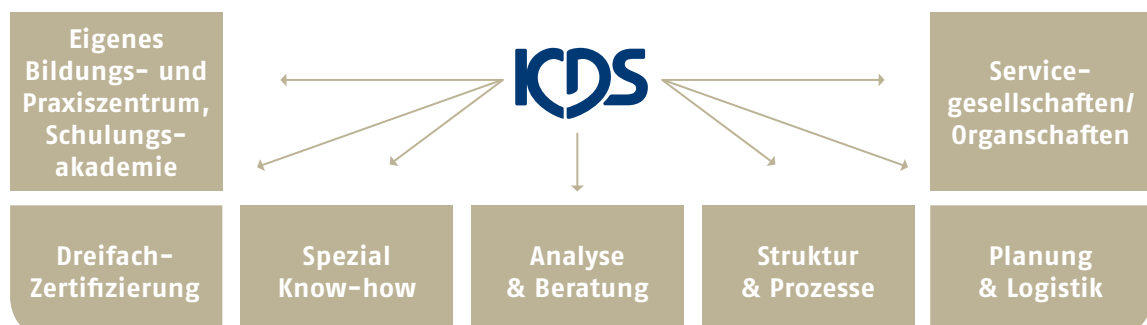 Eigenes
Bildungs- und
Praxiszentrum,
Schulungs-
akademie
KDS
Service-
gesellschaften/
Organschaften
Dreifach-
Zertifizierung
Spezial
Know-how
Analyse
& Beratung
Struktur
& Prozesse
Planung
& Logistik